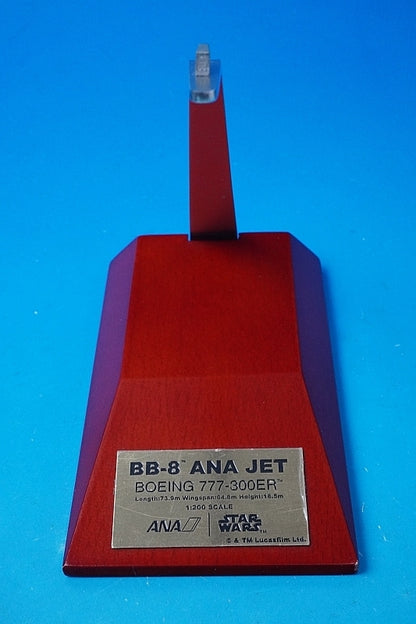 BB-8™ ANA JET
BOEING 777-300ER™
Length:73.9m Wingspan:64.8m Height:18.5m
1:200 SCALE
ANA STAR WARS™
© & TM Lucasfilm Ltd.